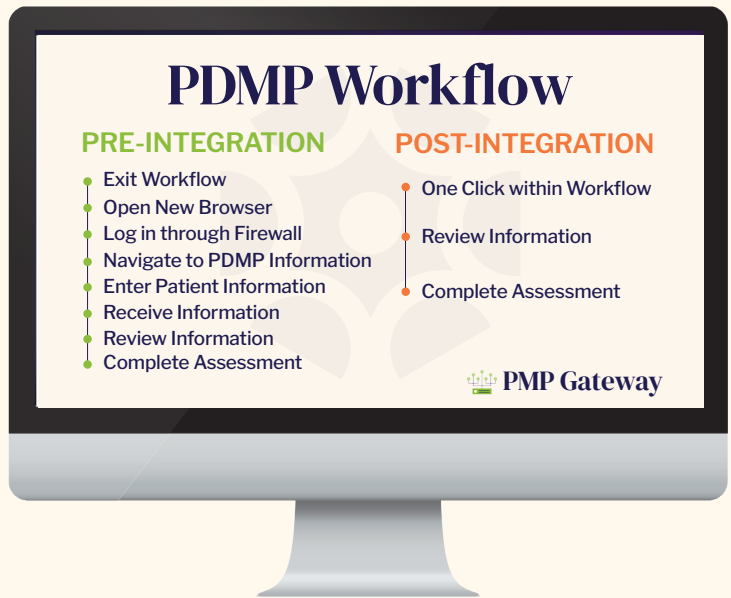 PDMP Workflow
PRE-INTEGRATION
Exit Workflow
Open New Browser
Log in through Firewall
Navigate to PDMP Information
Enter Patient Information
Receive Information
Review Information
Complete Assessment
POST-INTEGRATION
One Click within Workflow
Review Information
Complete Assessment
PMP Gateway